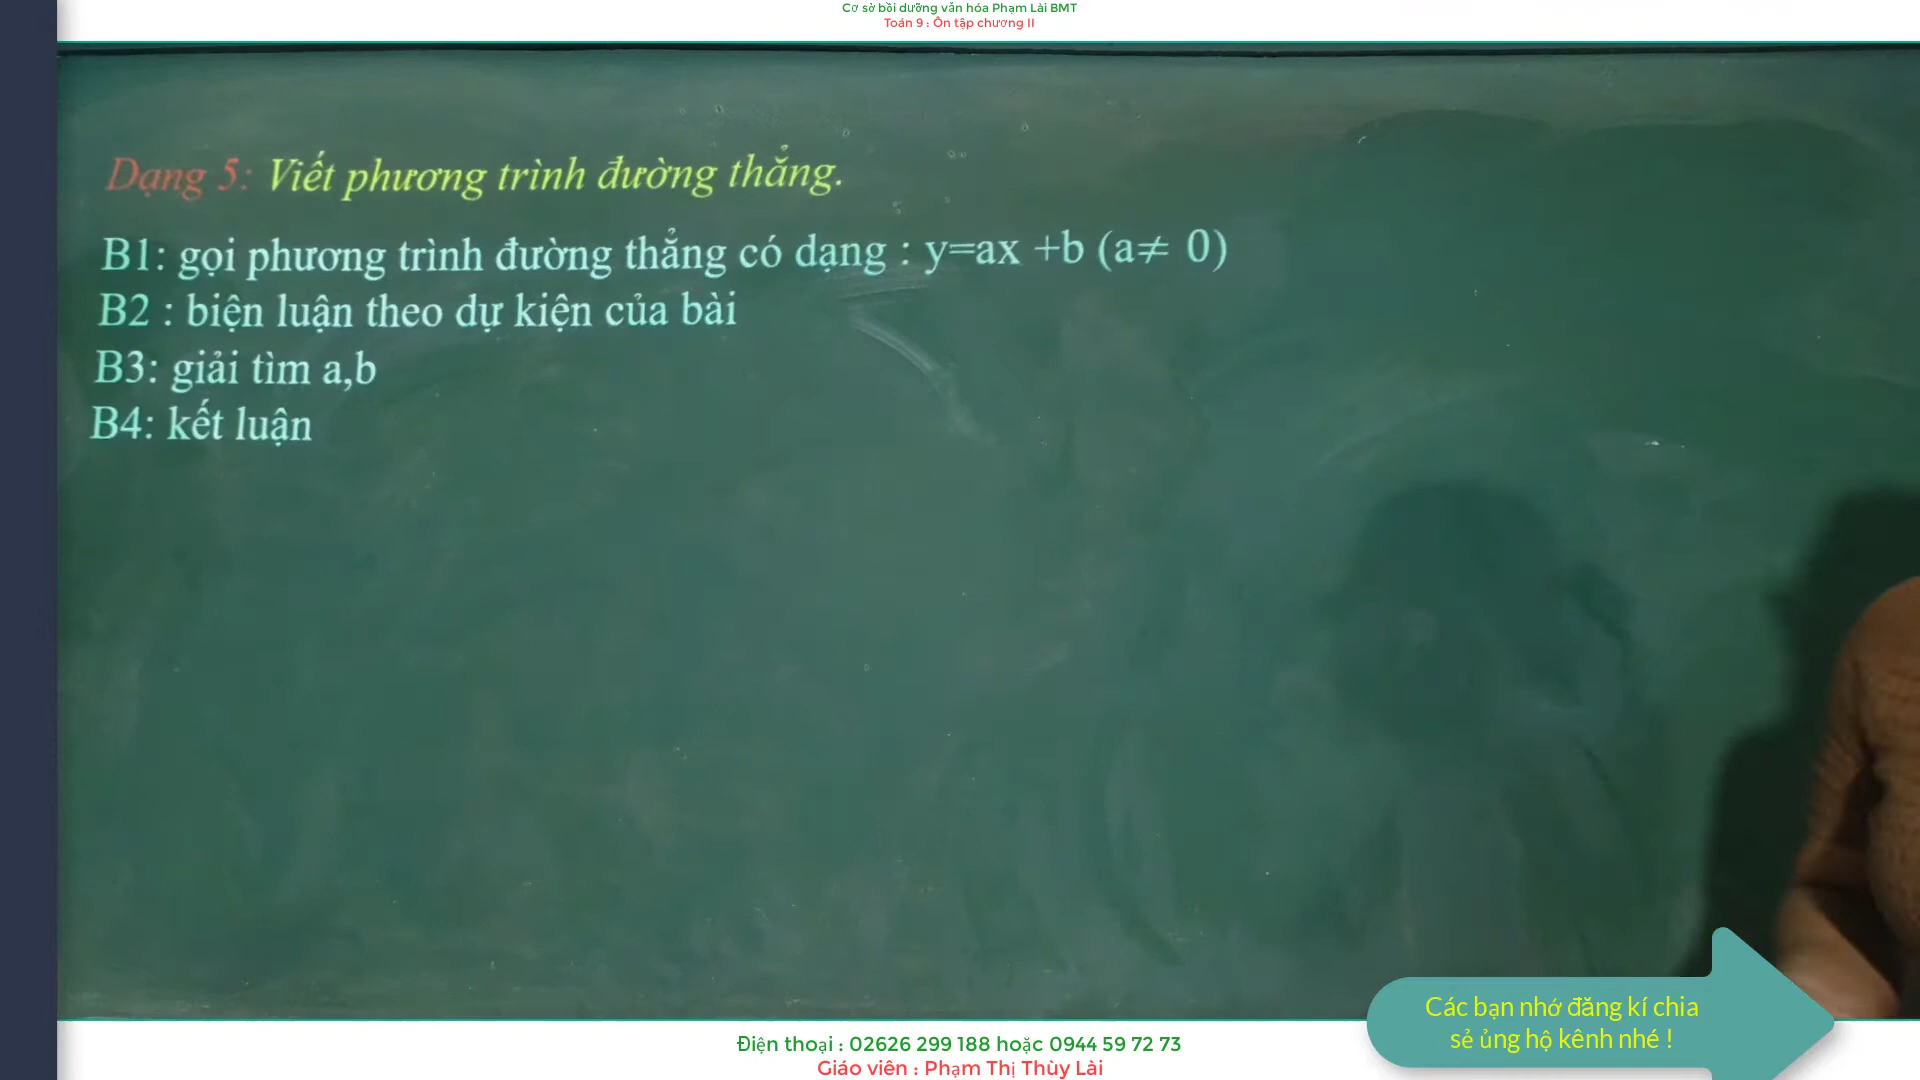 Cơ sở bồi dưỡng văn hóa Phạm Lài BMT
Toán 9 : Ôn tập chương II
Dạng 5: Viết phương trình đường thẳng.
B1: gọi phương trình đường thẳng có dạng : y=ax +b (a≠ 0)
B2 : biện luận theo dự kiện của bài
B3: giải tìm a,b
B4: kết luận
Các bạn nhớ đăng kí chia
sẻ ủng hộ kênh nhé !
Điện thoại : 02626 299 188 hoặc 0944 59 72 73
Giáo viên : Phạm Thị Thùy Lài